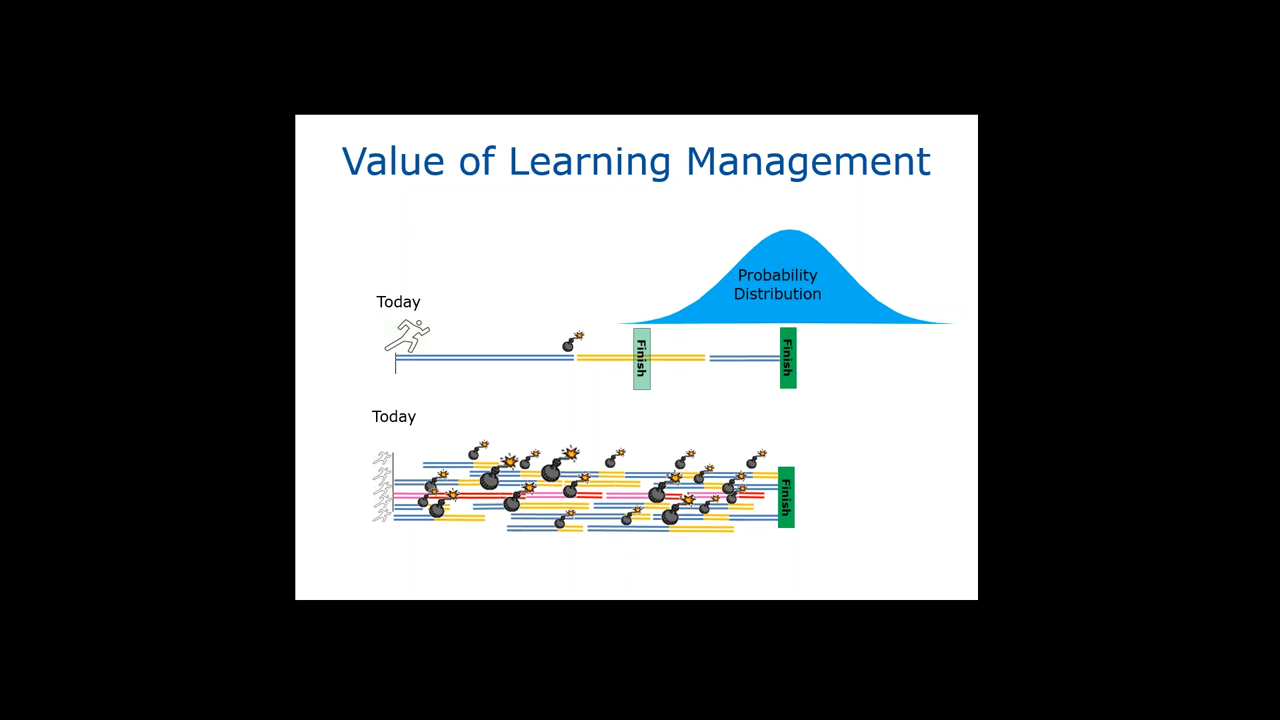 Value of Learning Management
Probability
Distribution
Today
Finish
Finish
Today
Finish